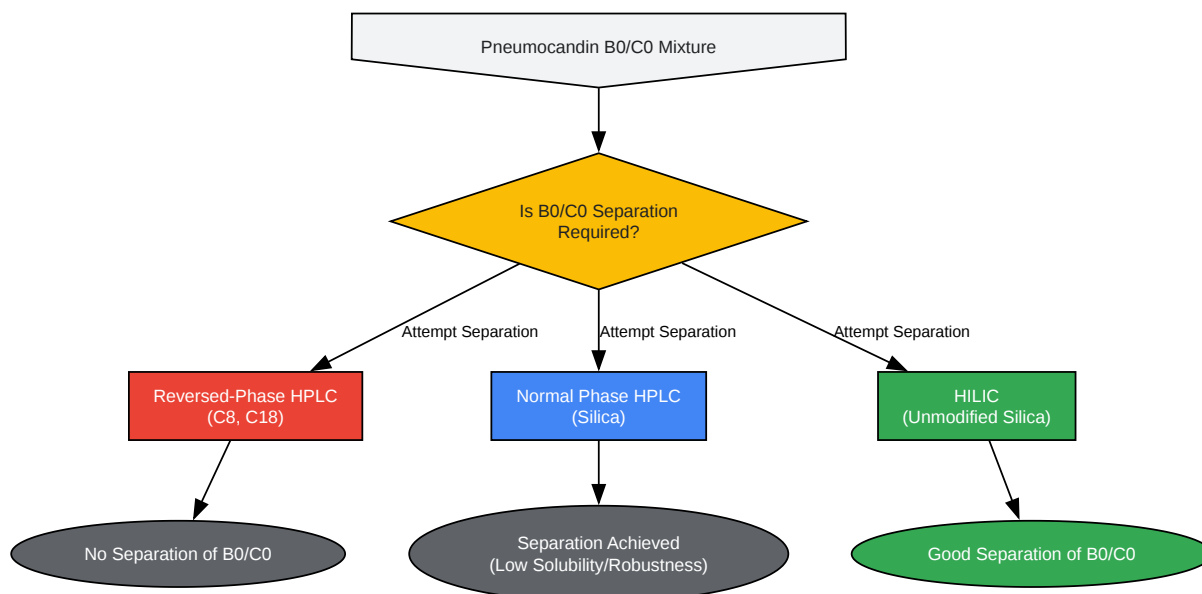 Pneumocandin B0/C0 Mixture
Is B0/C0 Separation
Required?
Attempt Separation
Attempt Separation
Attempt Separation
Reversed-Phase HPLC
(C8, C18)
Normal Phase HPLC
(Silica)
HILIC
(Unmodified Silica)
No Separation of B0/C0
Separation Achieved
(Low Solubility/Robustness)
Good Separation of B0/C0